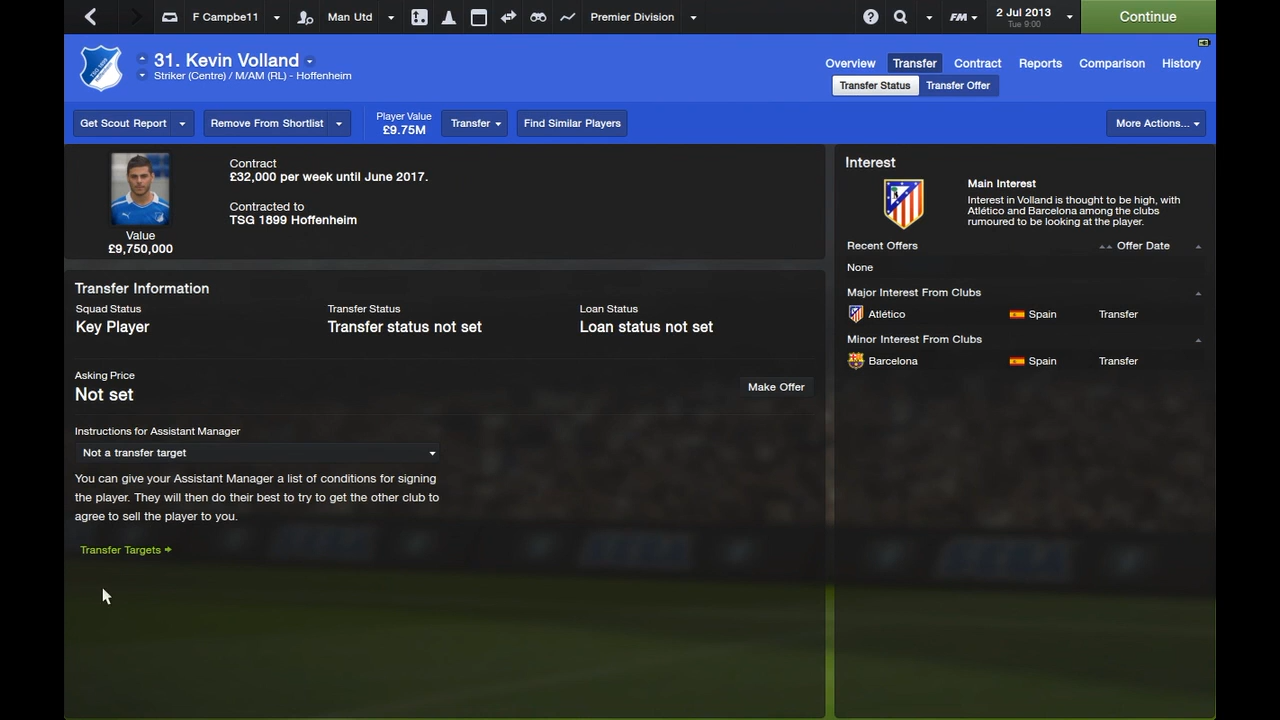 F Campbe11
Man Utd
Premier Division
FM
2 Jul 2013
Tue 9:00
Continue
31. Kevin Volland
Striker (Centre) / M/AM (RL) - Hoffenheim
Overview
Transfer
Contract
Reports
Comparison
History
Transfer Status
Transfer Offer
Get Scout Report
Remove From Shortlist
Player Value
£9.75M
Transfer
Find Similar Players
More Actions...
Contract
£32,000 per week until June 2017.
Contracted to
TSG 1899 Hoffenheim
Value
£9,750,000
Transfer Information
Squad Status
Key Player
Transfer Status
Transfer status not set
Loan Status
Loan status not set
Asking Price
Not set
Make Offer
Instructions for Assistant Manager
Not a transfer target
You can give your Assistant Manager a list of conditions for signing
the player. They will then do their best to try to get the other club to
agree to sell the player to you.
Transfer Targets
Interest
Main Interest
Interest in Volland is thought to be high, with
Atlético and Barcelona among the clubs
rumoured to be looking at the player.
Recent Offers
Offer Date
None
Major Interest From Clubs
Atlético
Spain
Transfer
Minor Interest From Clubs
Barcelona
Spain
Transfer